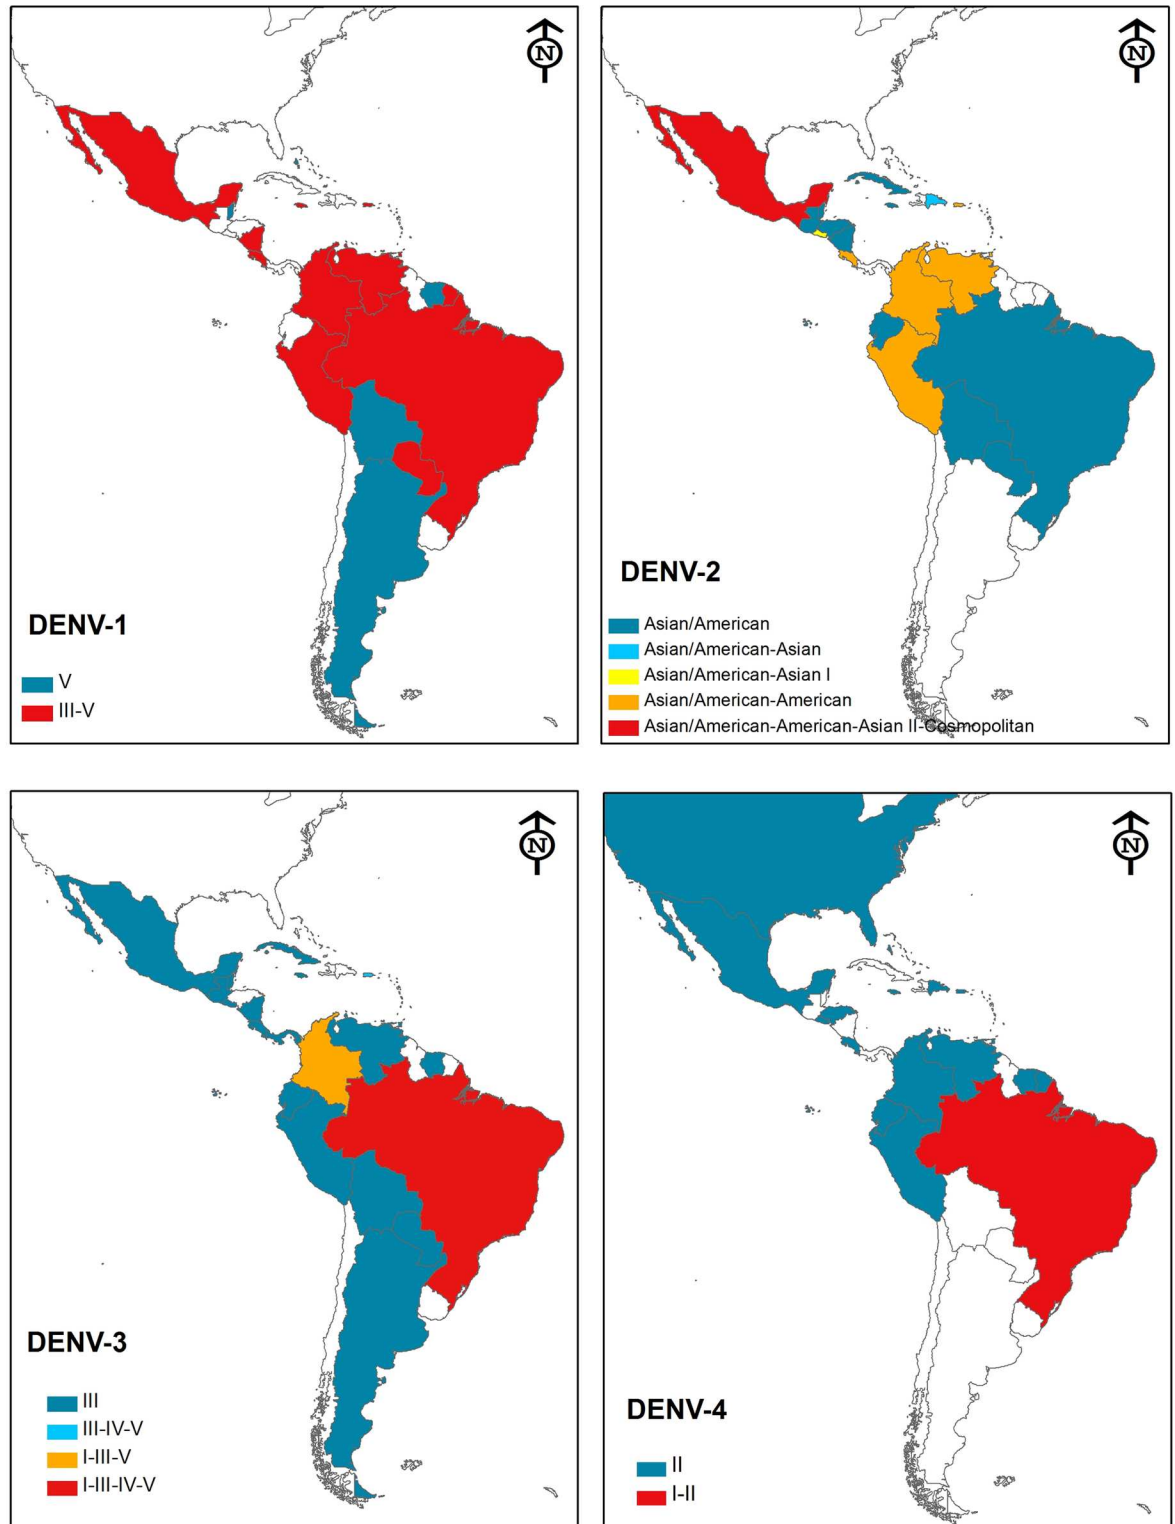 N
N
DENV-1
V
III-V
DENV-2
Asian/American
Asian/American-Asian
Asian/American-Asian I
Asian/American-American
Asian/American-American-Asian II-Cosmopolitan
N
N
DENV-3
III
III-IV-V
I-III-V
I-III-IV-V
DENV-4
II
I-II